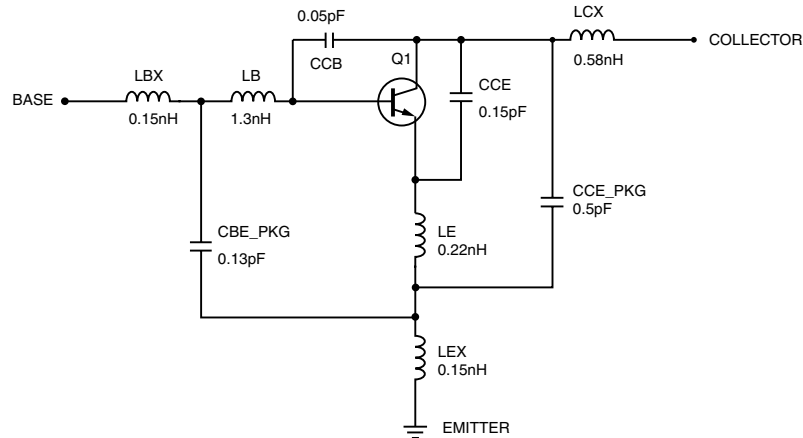 0.05pF
CCB
Q1
LCX
0.58nH
COLLECTOR
LBX
0.15nH
LB
1.3nH
BASE
CCE
0.15pF
CCE_PKG
0.5pF
CBE_PKG
0.13pF
LE
0.22nH
LEX
0.15nH
EMITTER